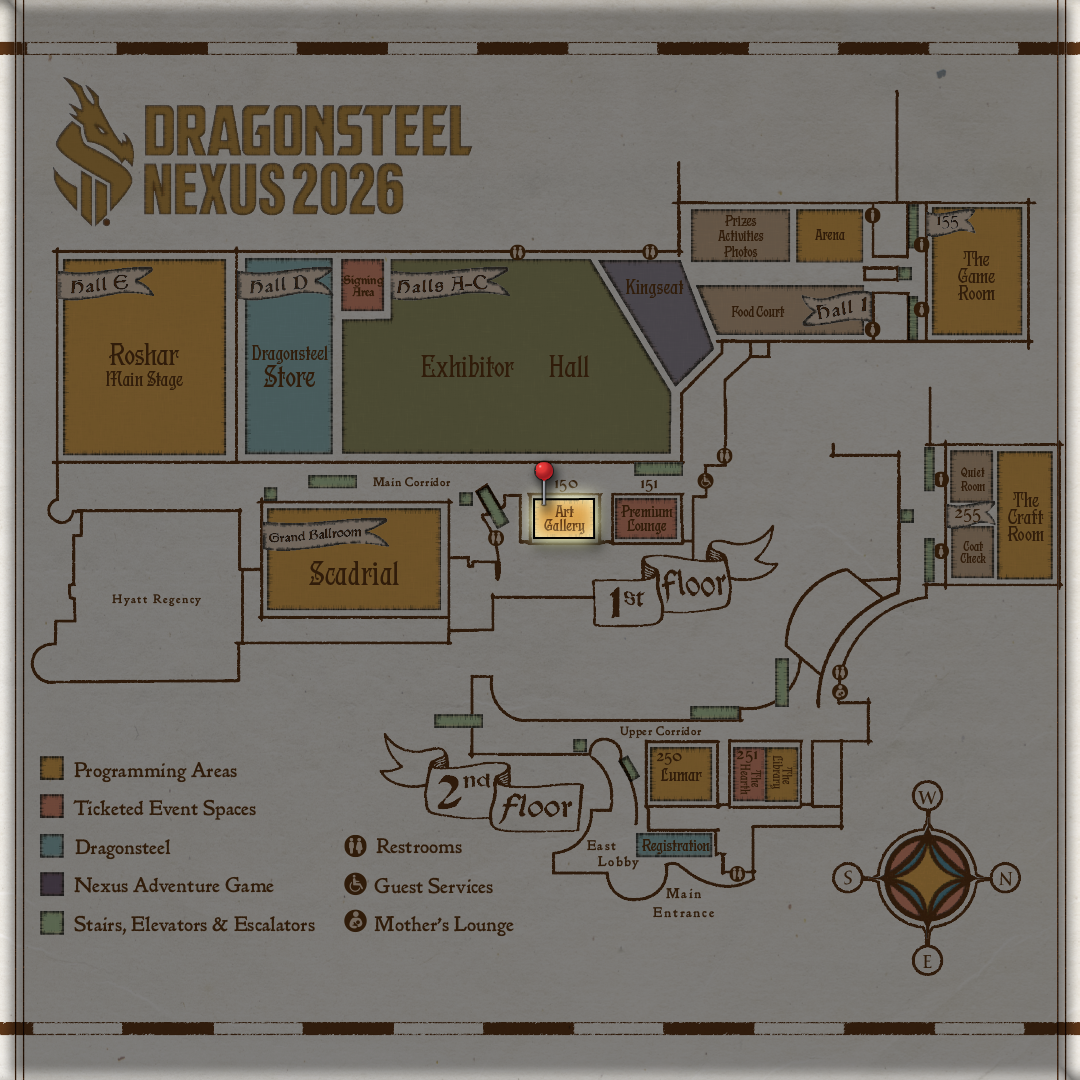 DRAGONSTEEL
NEXUS 2026
Prizes
Activities
Photos
Arena
155
The
Game
Room
Hall E
Roshar
Main Stage
Hall D
Dragonsteel
Store
Signing
Area
Halls A-C
Exhibitor Hall
Kingseat
Food Court
Hall 1
Main Corridor
150
Art
Gallery
151
Premium
Lounge
Quiet
Room
255
Coat
Check
The
Craft
Room
Grand Ballroom
Scadrial
Hyatt Regency
1st floor
Upper Corridor
250
Lumar
251
The
Hearth
The
Library
2nd floor
East
Lobby
Registration
Main
Entrance
Programming Areas
Ticketed Event Spaces
Dragonsteel
Nexus Adventure Game
Stairs, Elevators & Escalators
Restrooms
Guest Services
Mother's Lounge
W
S
N
E